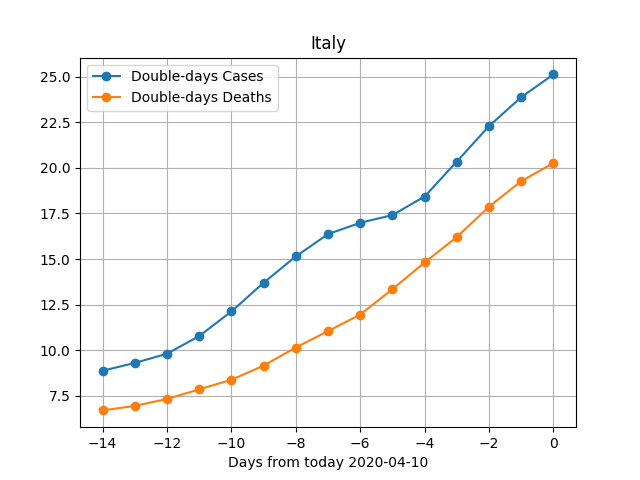 Italy
Double-days Cases
Double-days Deaths
25.0
22.5
20.0
17.5
15.0
12.5
10.0
7.5
−14 −12 −10 −8 −6 −4 −2 0
Days from today 2020-04-10